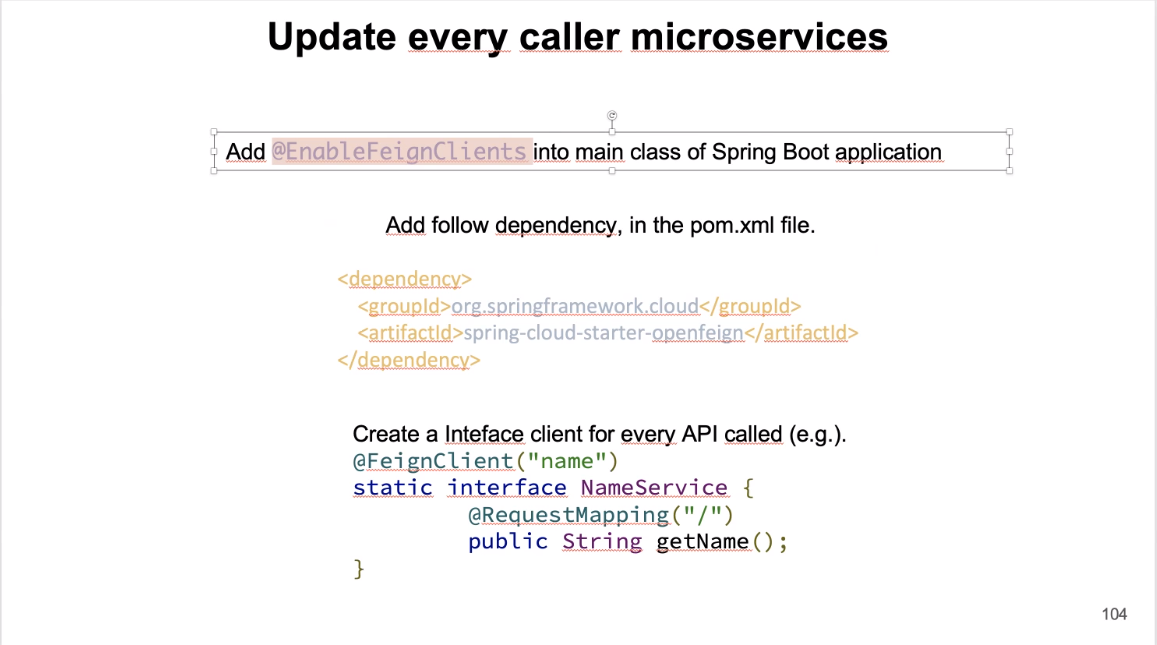 Update every caller microservices
Add @EnableFeignClients into main class of Spring Boot application
Add follow dependency, in the pom.xml file.
<dependency>
<groupId>org.springframework.cloud</groupId>
<artifactId>spring-cloud-starter-openfeign</artifactId>
</dependency>
Create a Inteface client for every API called (e.g.).
@FeignClient("name")
static interface NameService {
@RequestMapping("/")
public String getName();
}
104